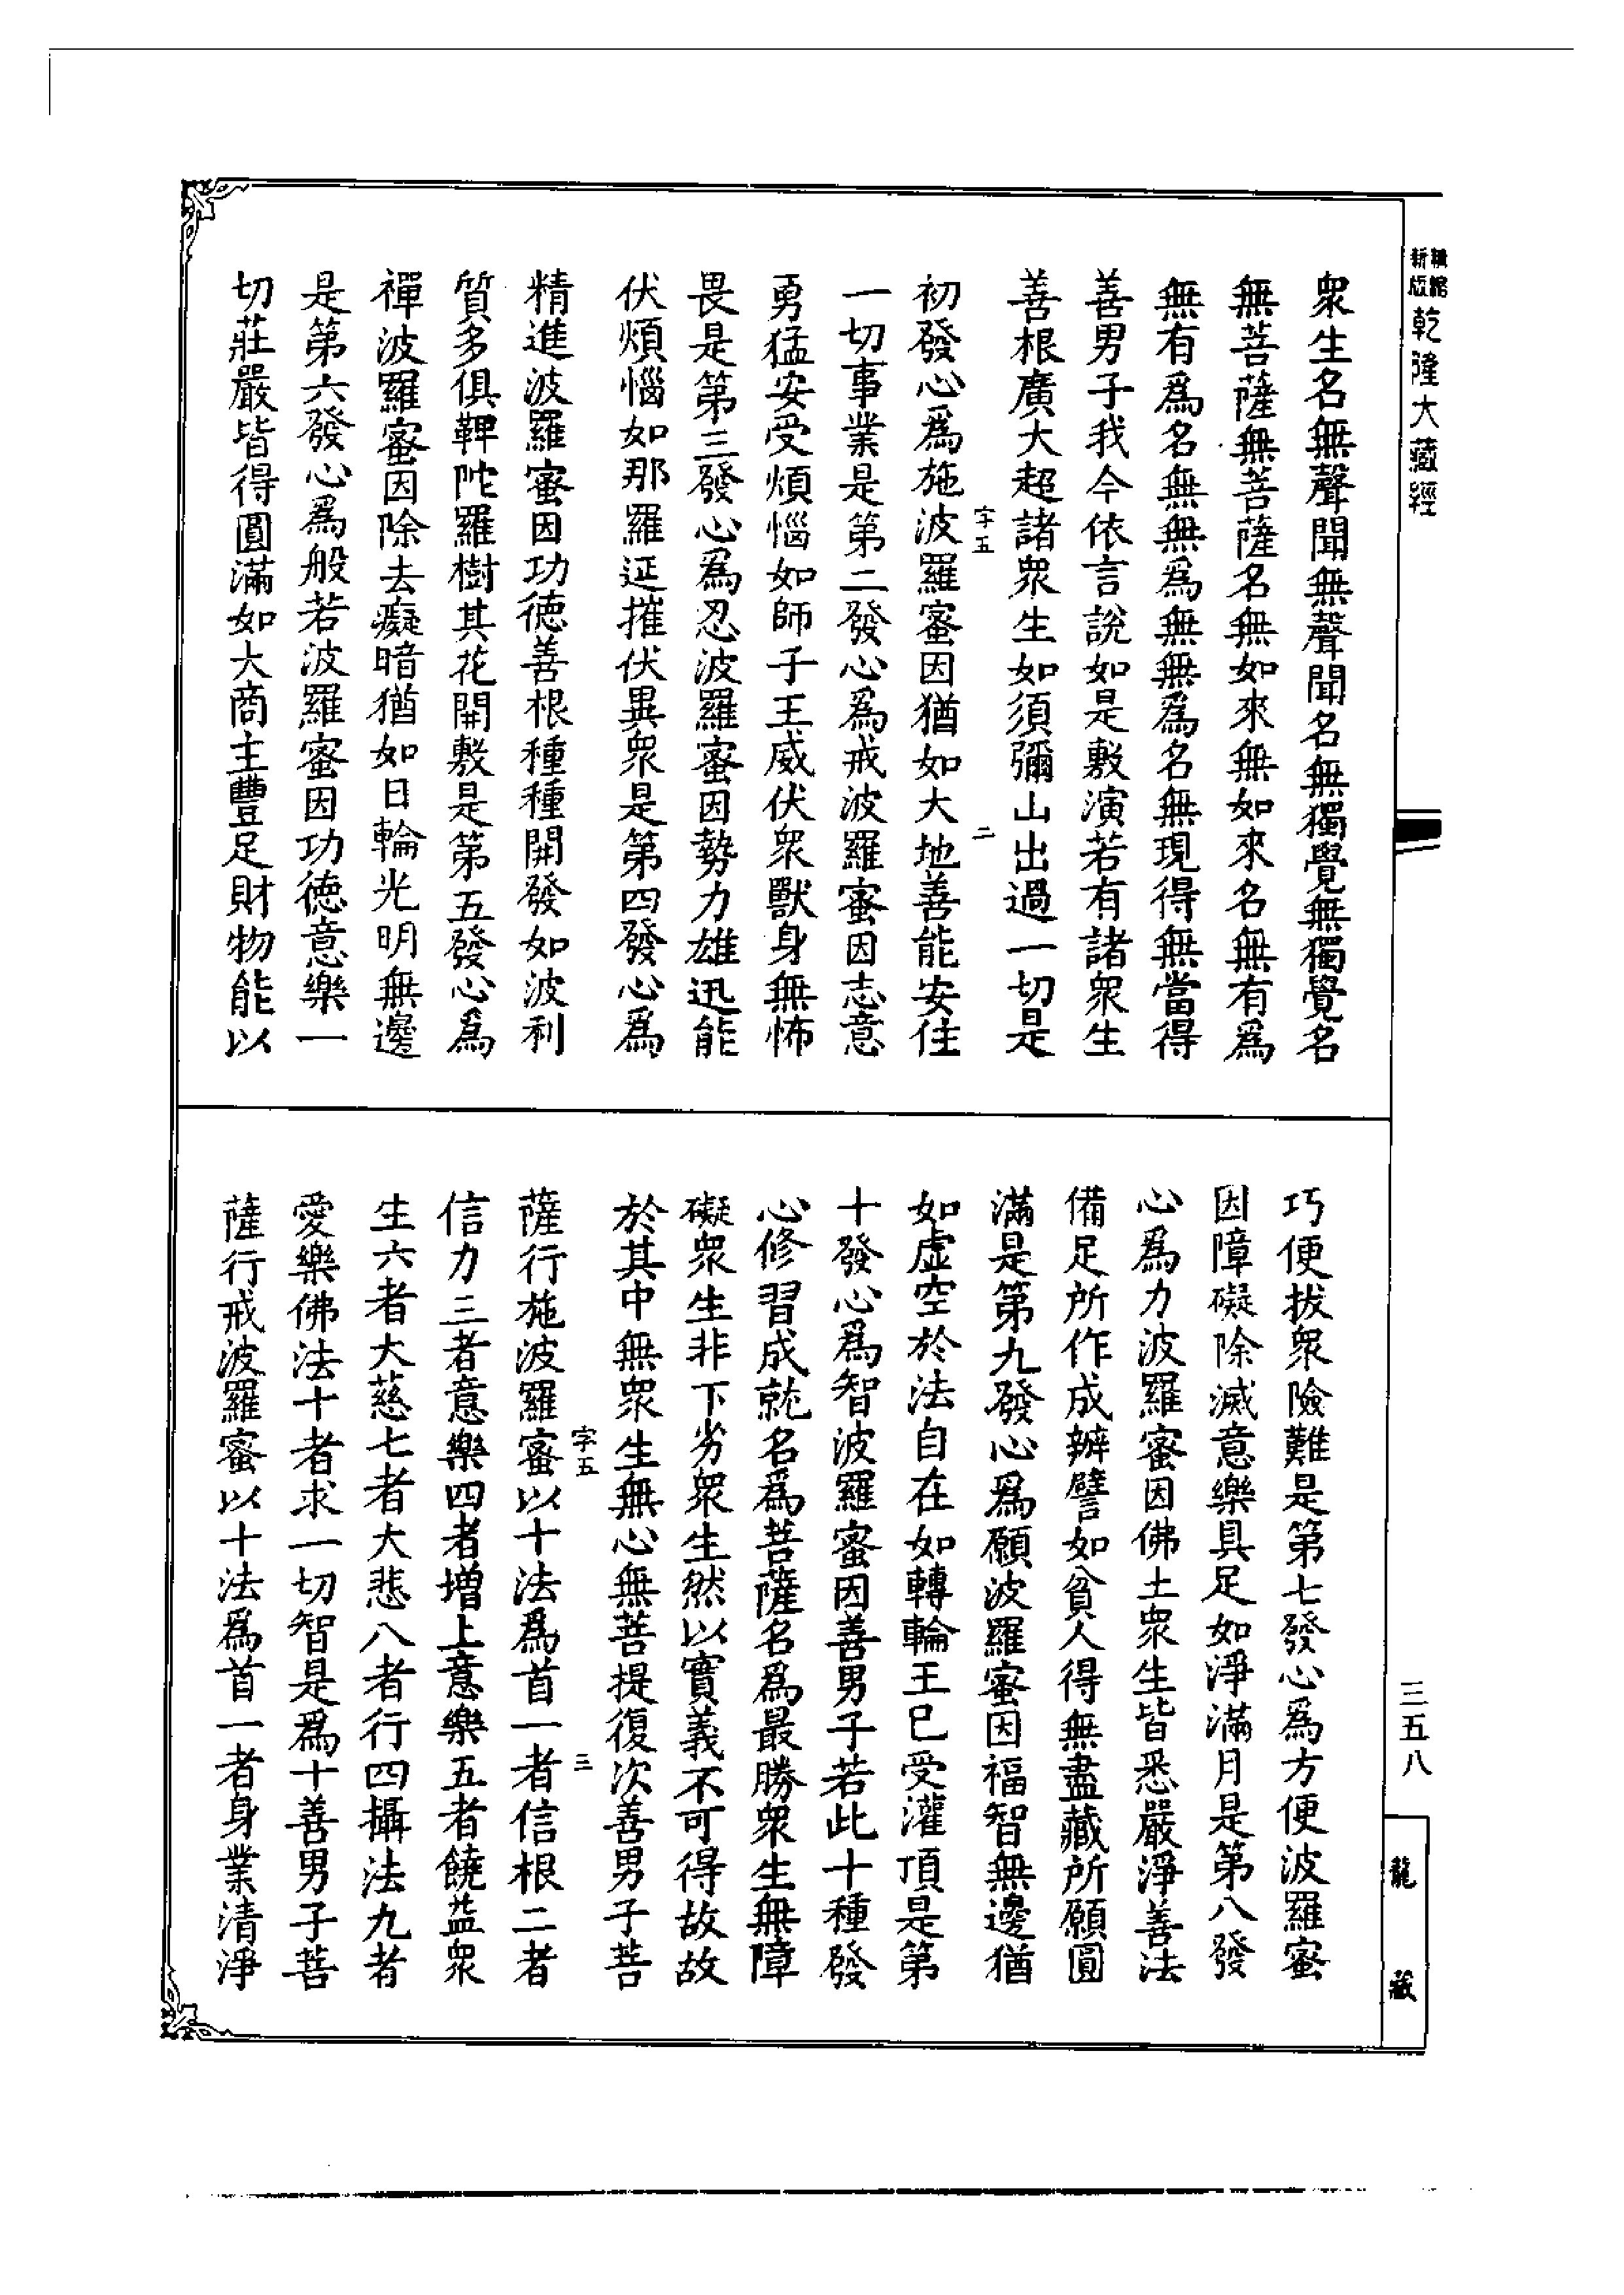 新版
乾隆大藏經
衆生名無聲聞無聲聞名無獨覺無獨覺名
無菩薩無菩薩名無如來無如來名無有爲
無有爲名無無爲無無爲名無現得無當得
善男子我今依言說如是敷演若有諸衆生
善根廣大超諸衆生如須彌山出過一切是
字五
二
初發心爲施波羅蜜因猶如大地善能安住
一切事業是第二發心爲戒波羅蜜因志意
勇猛安受煩惱如師子王威伏衆獸身無怖
畏是第三發心爲忍波羅蜜因勢力雄迅能
伏煩惱如那羅延摧伏異衆是第四發心爲
精進波羅蜜因功德善根種種開發如波利
質多俱鞞陀羅樹其花開敷是第五發心爲
禪波羅蜜因除去癡暗猶如日輪光明無邊
是第六發心爲般若波羅蜜因功德意樂一
切莊嚴皆得圓滿如大商主豐足財物能以
巧便拔衆險難是第七發心爲方便波羅蜜
因障礙除滅意樂具足如淨滿月是第八發
心爲力波羅蜜因佛土衆生皆悉嚴淨善法
備足所作成辦譬如貧人得無盡藏所願圓
滿是第九發心爲願波羅蜜因福智無邊猶
如虛空於法自在如轉輪王已受灌頂是第
十發心爲智波羅蜜因善男子若此十種發
心修習成就名爲菩薩名爲最勝衆生無障
礙衆生非下劣衆生然以實義不可得故故
於其中無衆生無心無菩提復次善男子菩
字五
三
薩行施波羅蜜以十法爲首一者信根二者
信力三者意樂四者增上意樂五者饒益衆
生六者大慈七者大悲八者行四攝法九者
愛樂佛法十者求一切智是爲十善男子菩
薩行戒波羅蜜以十法爲首一者身業清淨
三五八
龍藏